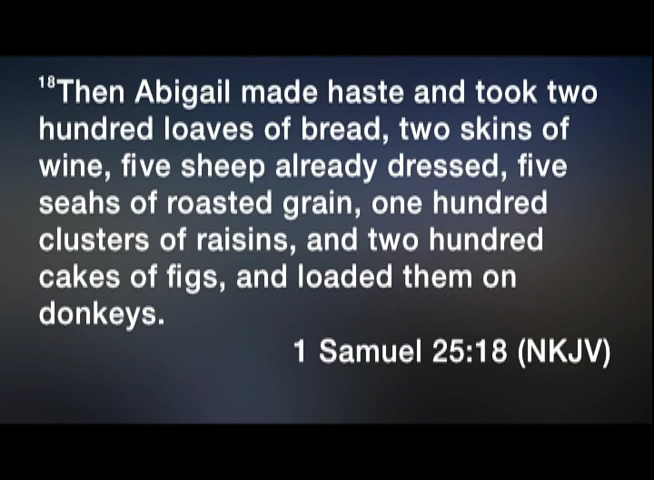 18Then Abigail made haste and took two
hundred loaves of bread, two skins of
wine, five sheep already dressed, five
seahs of roasted grain, one hundred
clusters of raisins, and two hundred
cakes of figs, and loaded them on
donkeys.
1 Samuel 25:18 (NKJV)